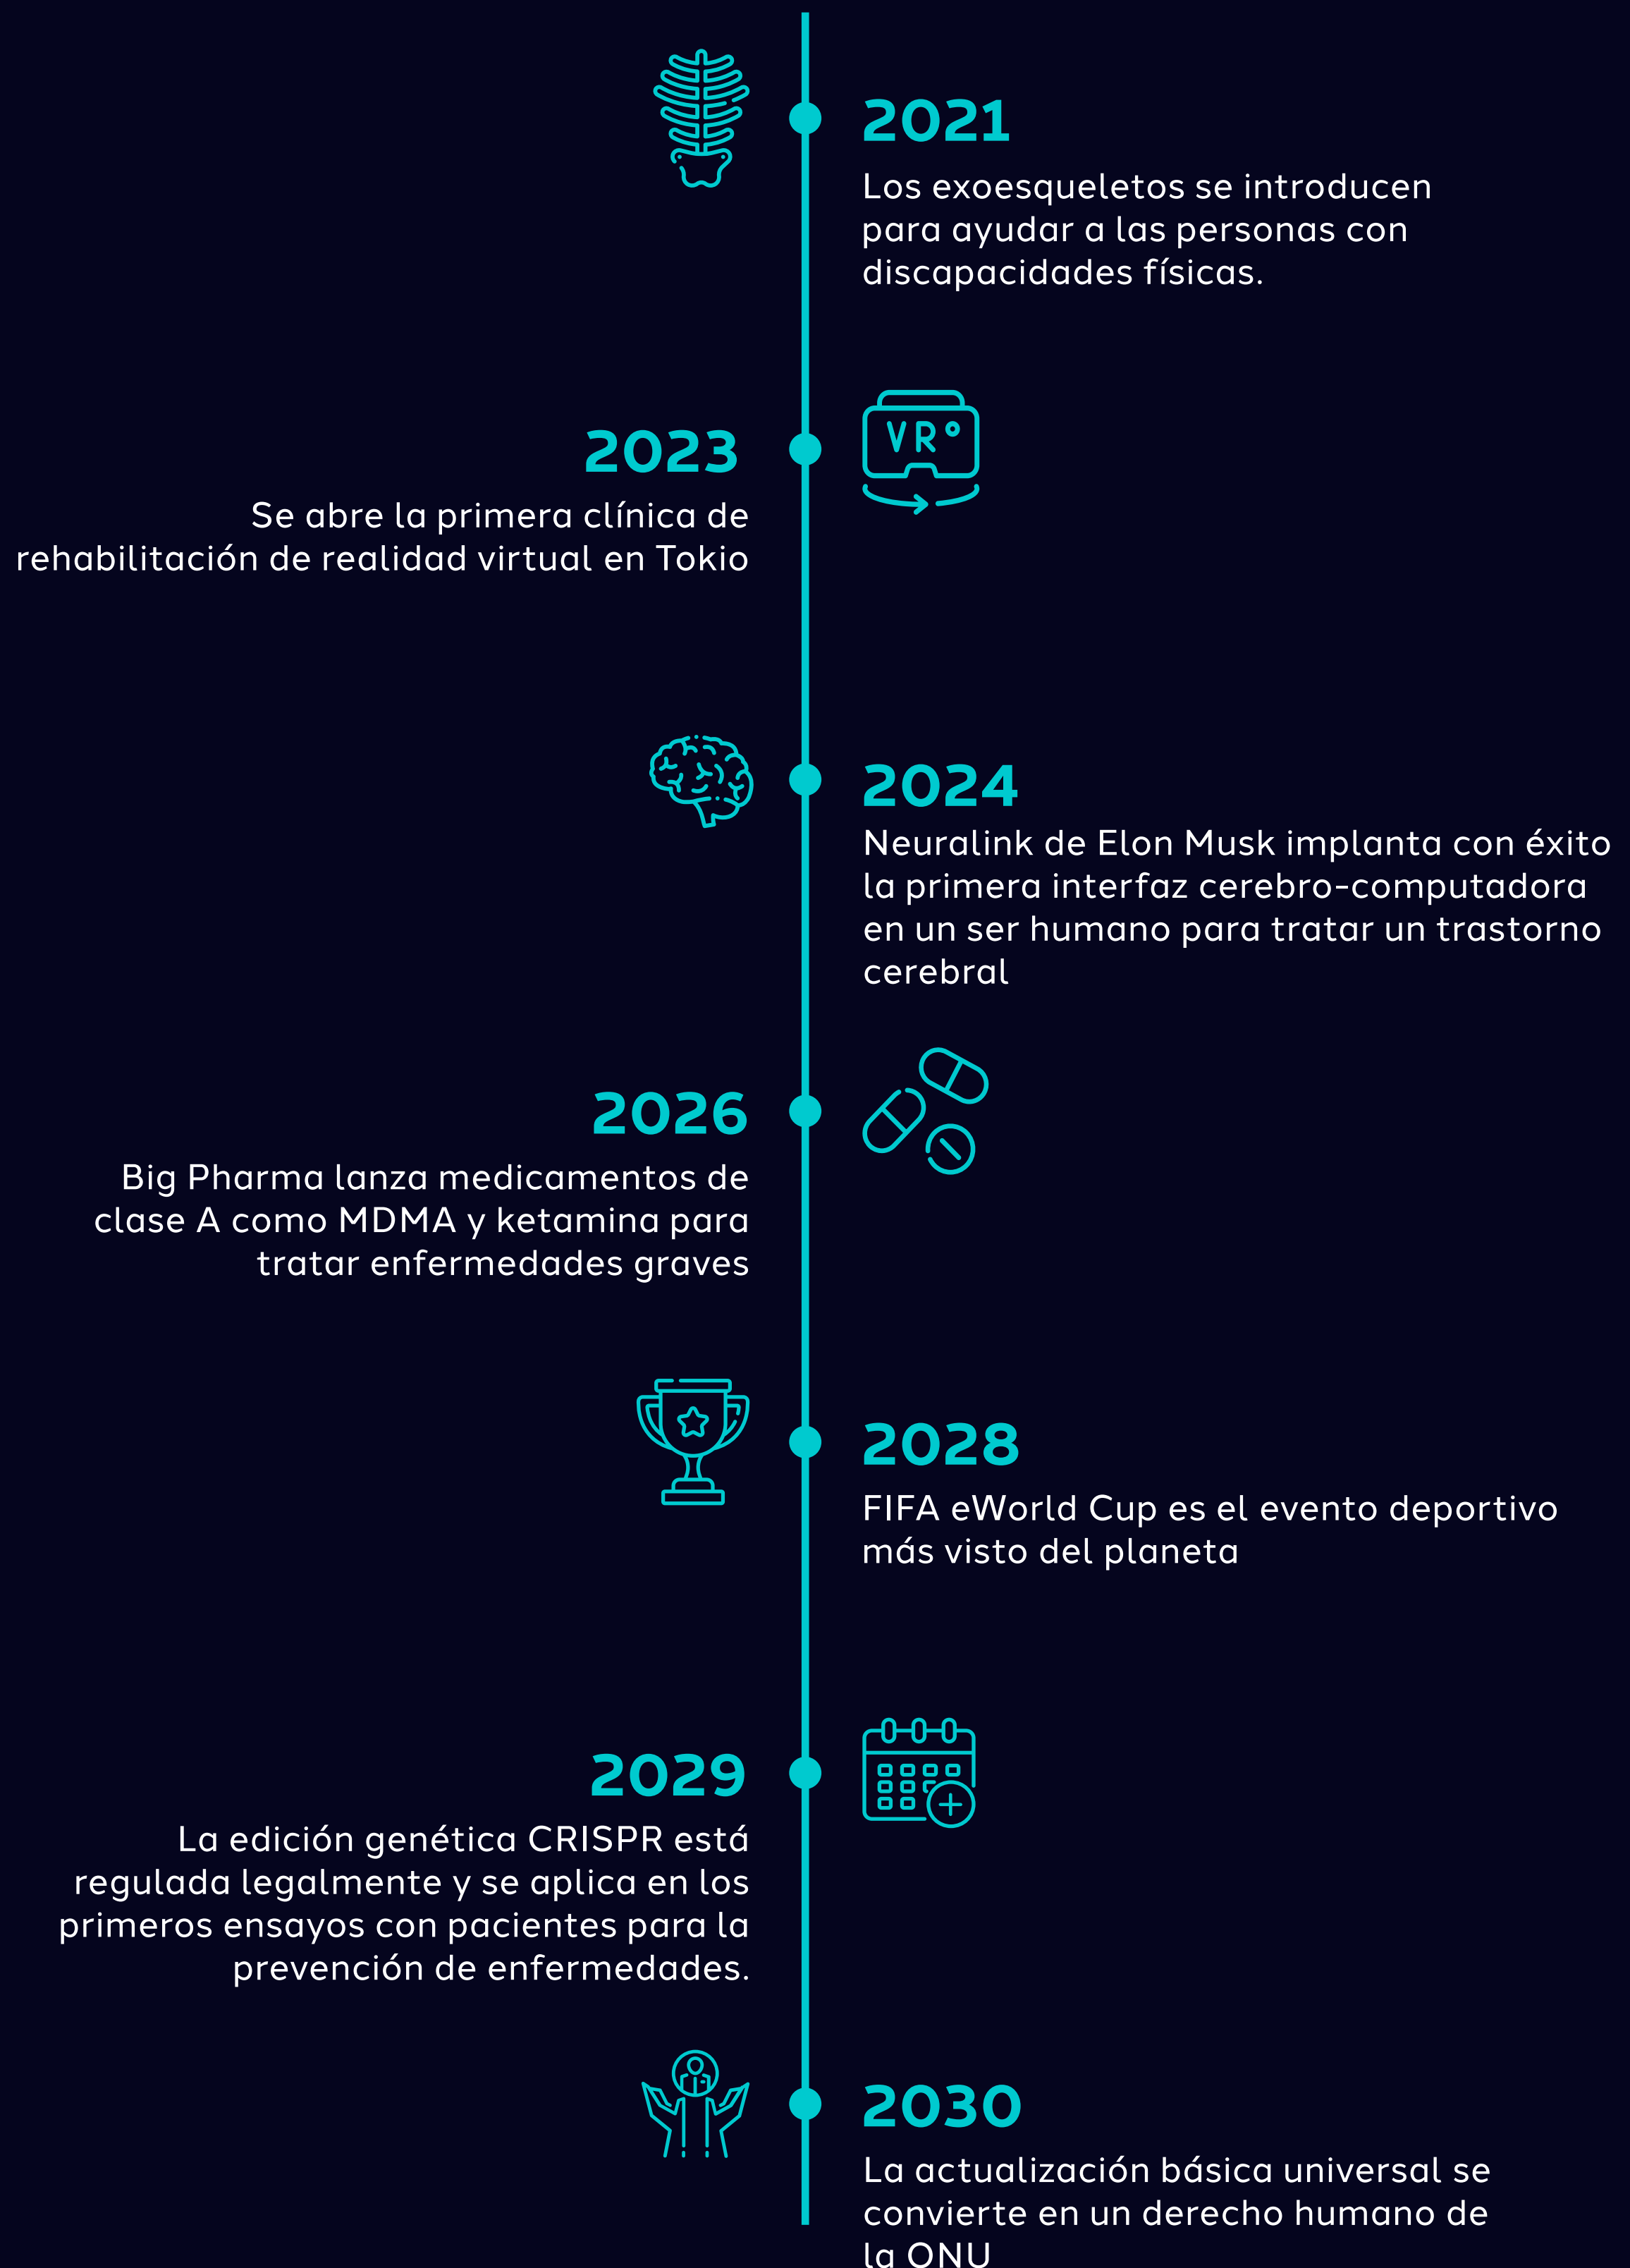 2021
Los exoesqueletos se introducen
para ayudar a las personas con
discapacidades físicas.
VR
2023
Se abre la primera clínica de
rehabilitación de realidad virtual en Tokio
2024
Neuralink de Elon Musk implanta con éxito
la primera interfaz cerebro-computadora
en un ser humano para tratar un trastorno
cerebral
2026
Big Pharma lanza medicamentos de
clase A como MDMA y ketamina para
tratar enfermedades graves
2028
FIFA eWorld Cup es el evento deportivo
más visto del planeta
2029
La edición genética CRISPR está
regulada legalmente y se aplica en los
primeros ensayos con pacientes para la
prevención de enfermedades.
2030
La actualización básica universal se
convierte en un derecho humano de
la ONU